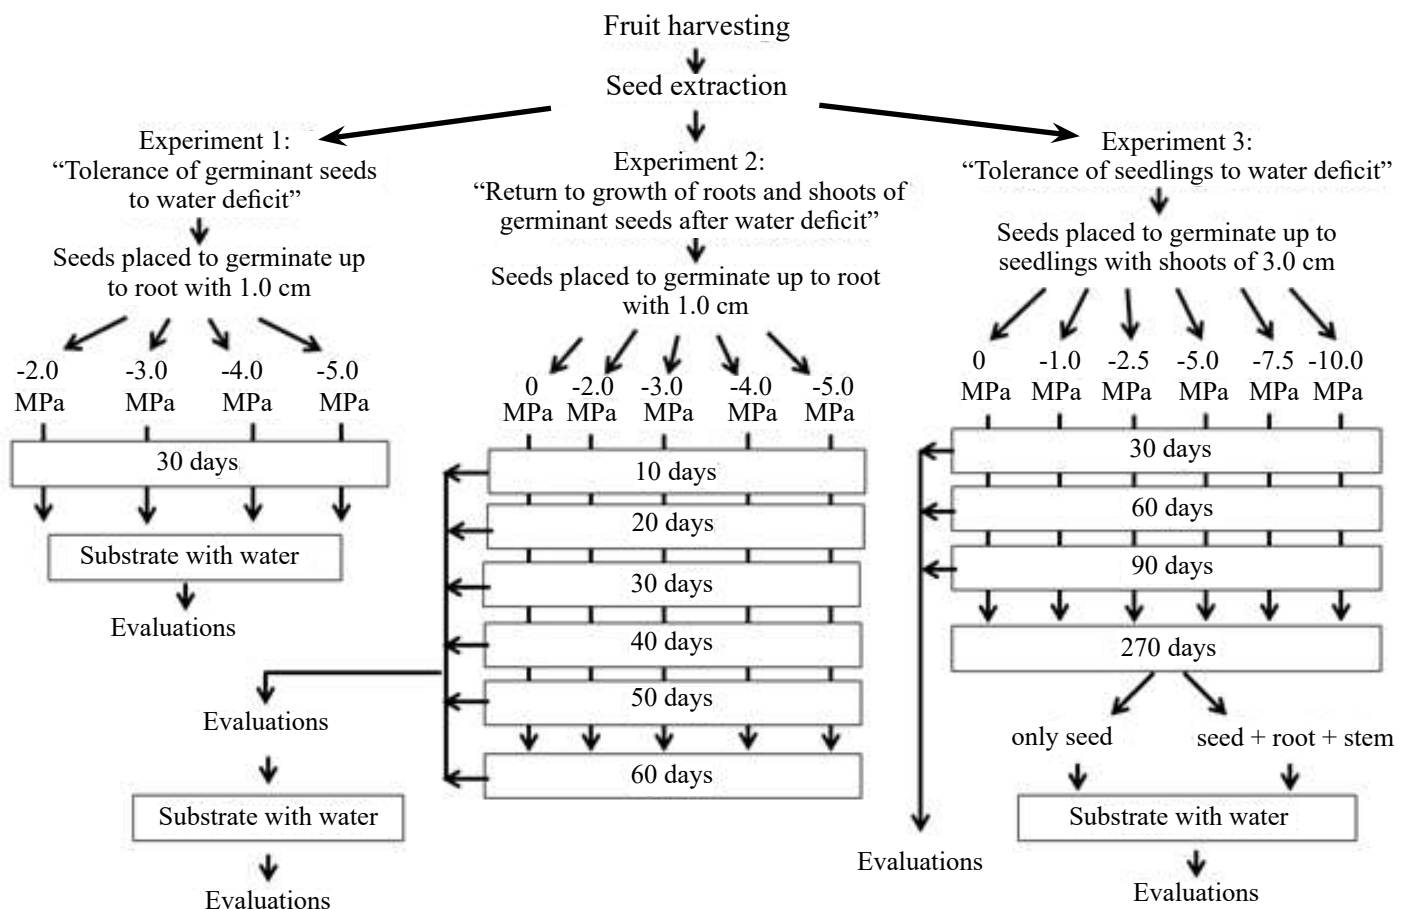 Fruit harvesting
Seed extraction
Experiment 1:
“Tolerance of germinant seeds
to water deficit”
Seeds placed to germinate up
to root with 1.0 cm
-2.0 -3.0 -4.0 -5.0
MPa MPa MPa MPa
30 days
Substrate with water
Evaluations
Experiment 2:
“Return to growth of roots and shoots of
germinant seeds after water deficit”
Seeds placed to germinate up to root
with 1.0 cm
0 -2.0 -3.0 -4.0 -5.0
MPa MPa MPa MPa MPa
10 days
20 days
30 days
40 days
50 days
60 days
Evaluations
Substrate with water
Evaluations
Experiment 3:
“Tolerance of seedlings to water deficit”
Seeds placed to germinate up to
seedlings with shoots of 3.0 cm
0 -1.0 -2.5 -5.0 -7.5 -10.0
MPa MPa MPa MPa MPa MPa
30 days
60 days
90 days
270 days
only seed seed + root + stem
Substrate with water
Evaluations
Evaluations